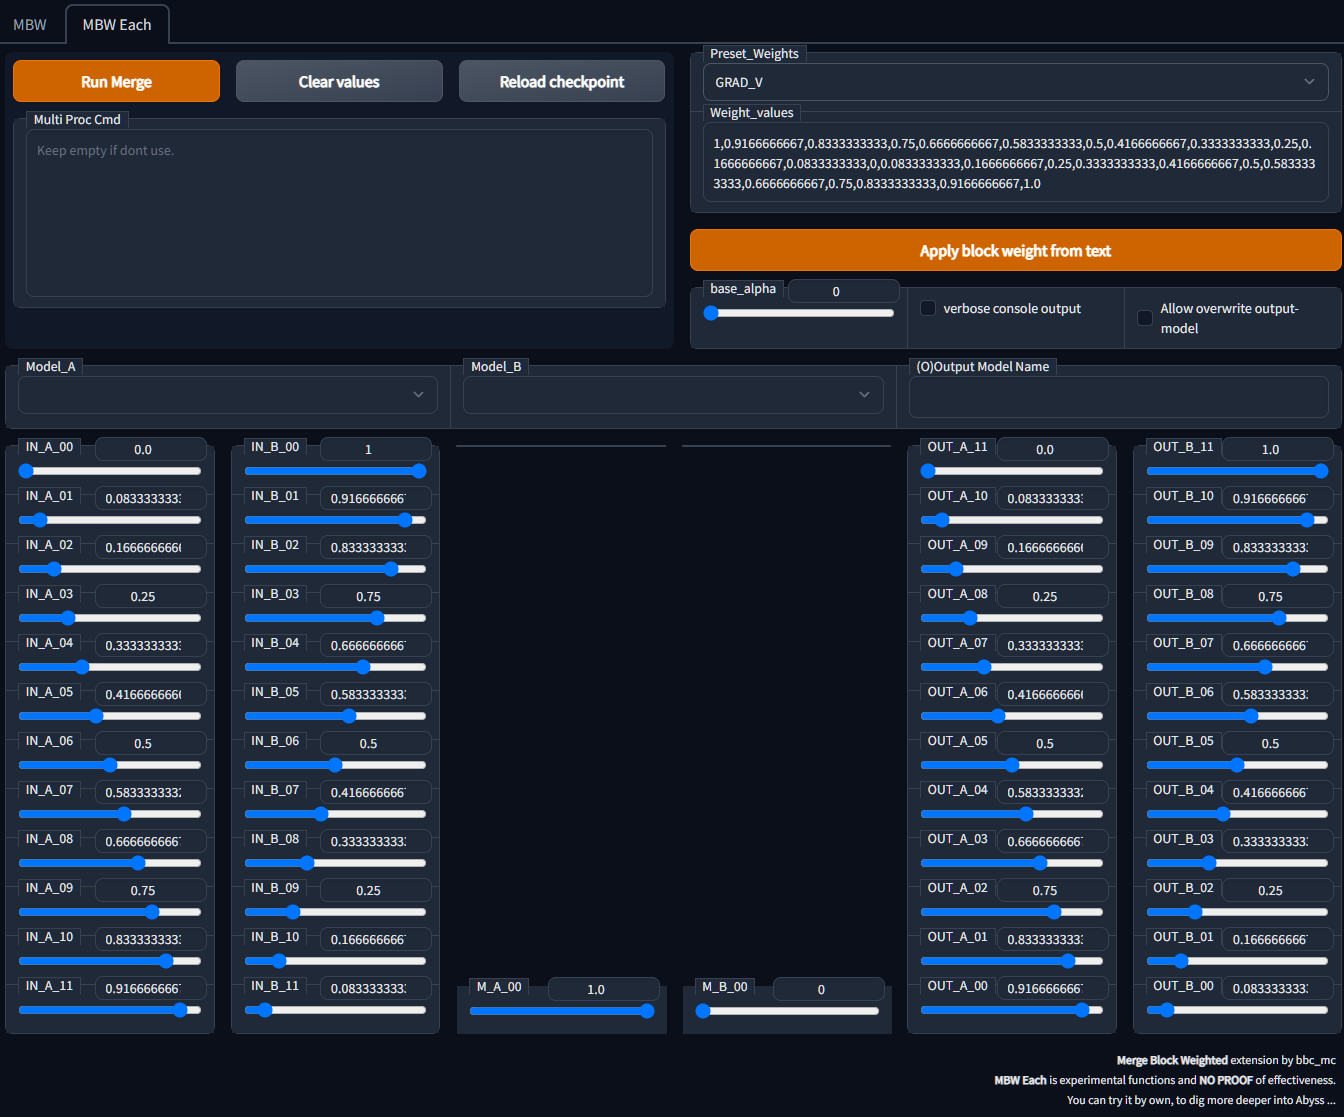 MBW
MBW Each
Run Merge
Clear values
Reload checkpoint
Multi Proc Cmd
Keep empty if dont use.
Preset_Weights
GRAD_V
Weight_values
1,0.9166666667,0.8333333333,0.75,0.6666666667,0.5833333333,0.5,0.4166666667,0.3333333333,0.25,0.
1666666667,0.0833333333,0,0.0833333333,0.1666666667,0.25,0.3333333333,0.4166666667,0.5,0.583333
3333,0.6666666667,0.75,0.8333333333,0.9166666667,1.0
Apply block weight from text
base_alpha
0
verbose console output
Allow overwrite output-
model
Model_A
Model_B
(O)Output Model Name
IN_A_00 0.0
IN_A_01 0.083333333
IN_A_02 0.166666666
IN_A_03 0.25
IN_A_04 0.333333333
IN_A_05 0.416666666
IN_A_06 0.5
IN_A_07 0.583333333
IN_A_08 0.666666666
IN_A_09 0.75
IN_A_10 0.833333333
IN_A_11 0.916666666
IN_B_00 1
IN_B_01 0.916666666
IN_B_02 0.833333333
IN_B_03 0.75
IN_B_04 0.666666666
IN_B_05 0.583333333
IN_B_06 0.5
IN_B_07 0.416666666
IN_B_08 0.333333333
IN_B_09 0.25
IN_B_10 0.166666666
IN_B_11 0.083333333
M_A_00 1.0
M_B_00 0
OUT_A_11 0.0
OUT_A_10 0.083333333
OUT_A_09 0.166666666
OUT_A_08 0.25
OUT_A_07 0.333333333
OUT_A_06 0.416666666
OUT_A_05 0.5
OUT_A_04 0.583333333
OUT_A_03 0.666666666
OUT_A_02 0.75
OUT_A_01 0.833333333
OUT_A_00 0.916666666
OUT_B_11 1.0
OUT_B_10 0.916666666
OUT_B_09 0.833333333
OUT_B_08 0.75
OUT_B_07 0.666666666
OUT_B_06 0.583333333
OUT_B_05 0.5
OUT_B_04 0.416666666
OUT_B_03 0.333333333
OUT_B_02 0.25
OUT_B_01 0.166666666
OUT_B_00 0.083333333
Merge Block Weighted extension by bbc_mc
MBW Each is experimental functions and NO PROOF of effectiveness.
You can try it by own, to dig more deeper into Abyss ...